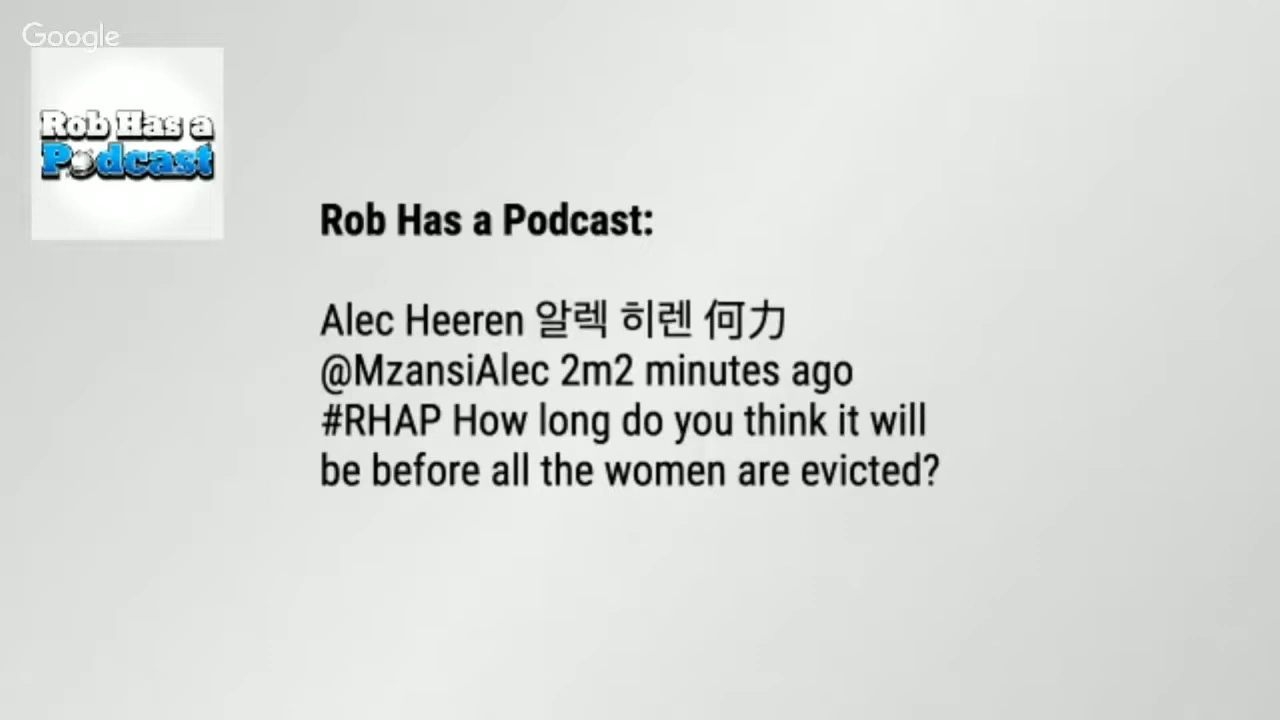 Google
Rob Has a
Podcast
Rob Has a Podcast:
Alec Heeren 알렉 히렌 何力
@MzansiAlec 2m2 minutes ago
#RHAP How long do you think it will
be before all the women are evicted?